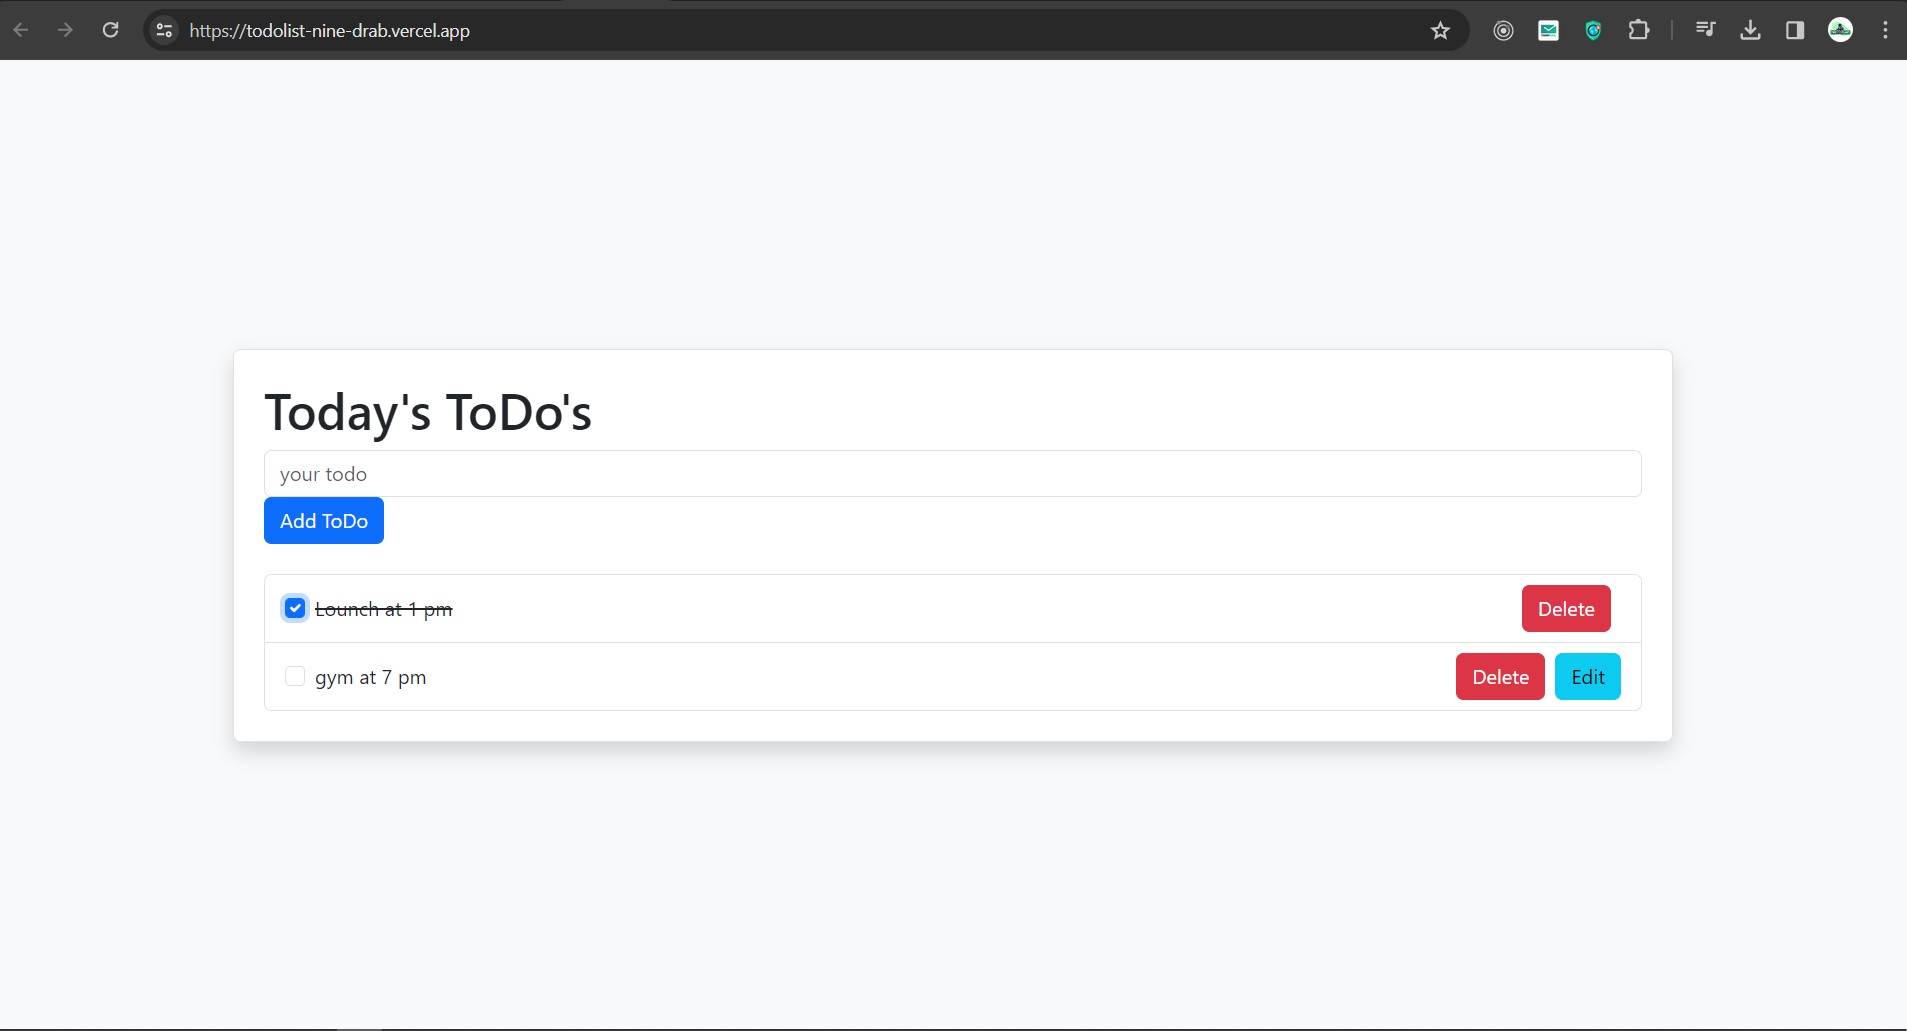 https://todolist-nine-drab.vercel.app
Today's ToDo's
your todo
Add ToDo
Lounch at 1 pm Delete
gym at 7 pm Delete Edit